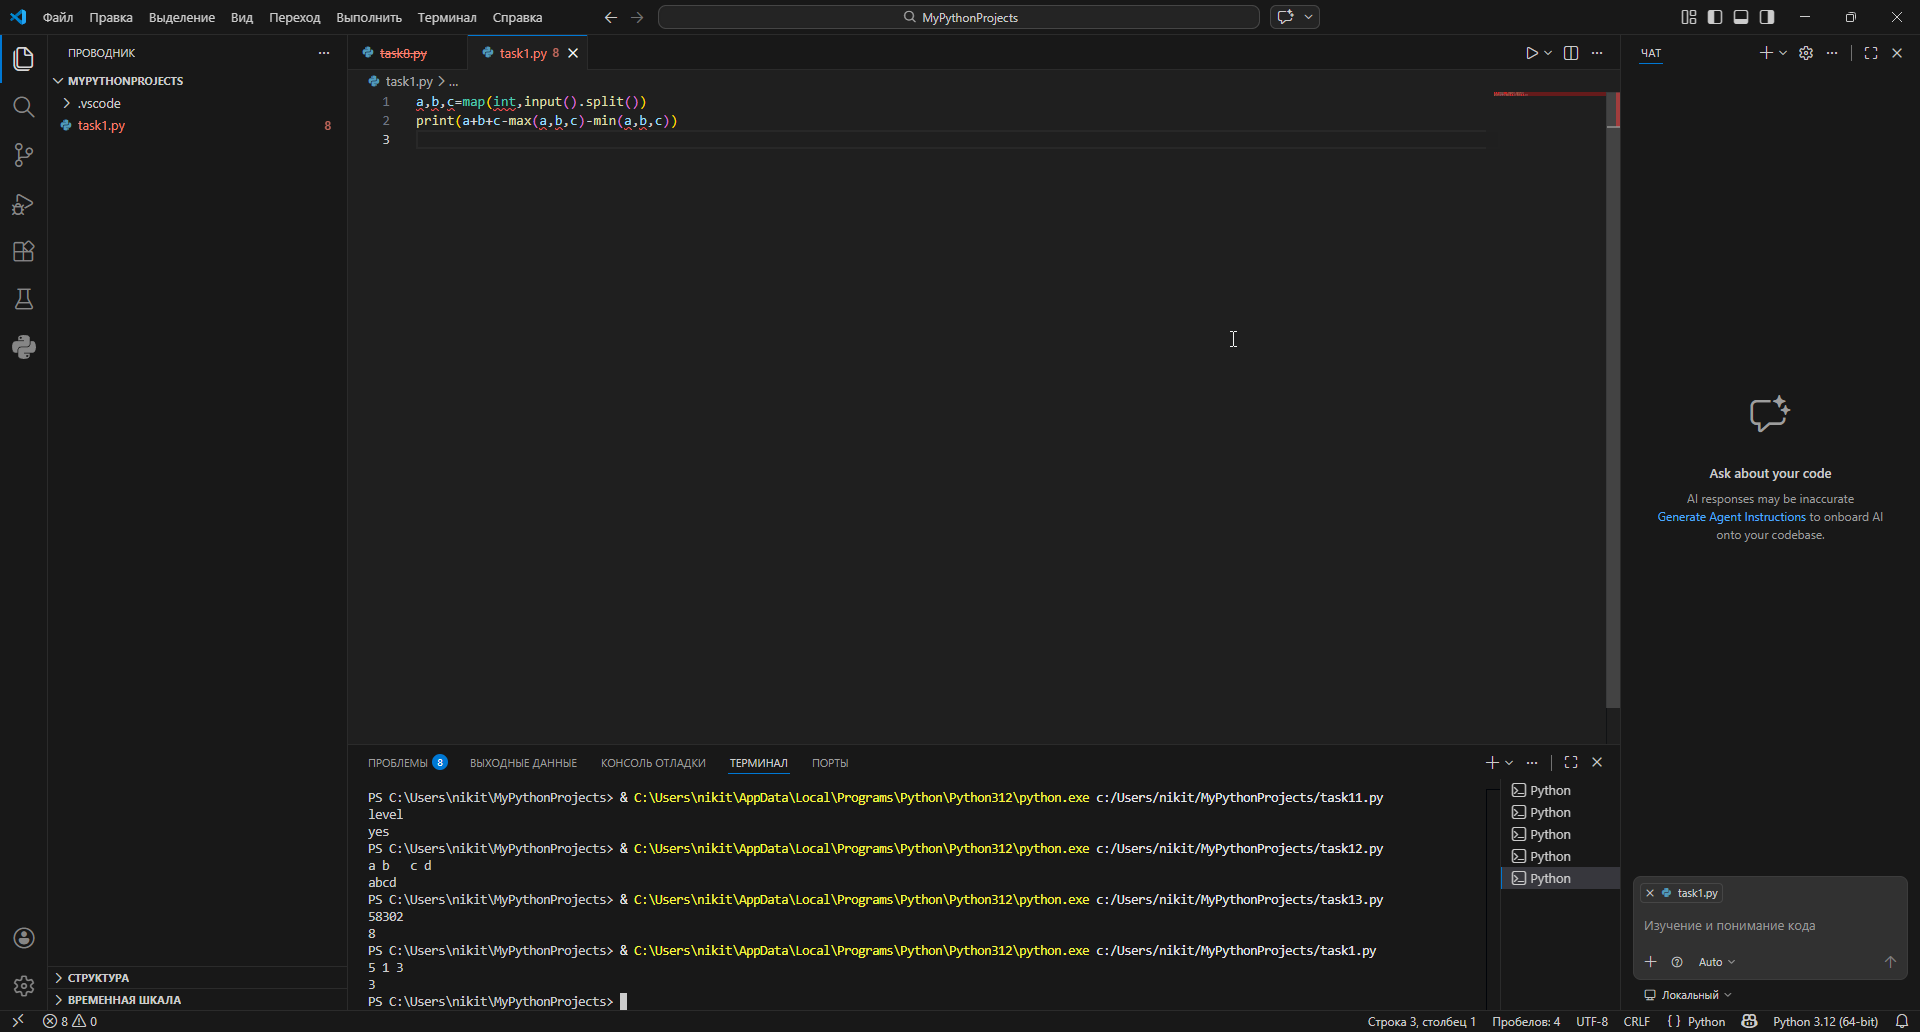 Файл Правка Выделение Вид Переход Выполнить Терминал Справка
MyPythonProjects
ПРОВОДНИК
MYPYTHONPROJECTS
.vscode
task1.py 8
task8.py
task1.py 8
task1.py > ...
1 a,b,c=map(int,input().split())
2 print(a+b+c-max(a,b,c)-min(a,b,c))
3
ПРОБЛЕМЫ 8 ВЫХОДНЫЕ ДАННЫЕ КОНСОЛЬ ОТЛАДКИ ТЕРМИНАЛ ПОРТЫ
PS C:\Users\nikit\MyPythonProjects> & C:\Users\nikit\AppData\Local\Programs\Python\Python312\python.exe c:/Users/nikit/MyPythonProjects/task11.py
level
yes
PS C:\Users\nikit\MyPythonProjects> & C:\Users\nikit\AppData\Local\Programs\Python\Python312\python.exe c:/Users/nikit/MyPythonProjects/task12.py
a b   c d
abcd
PS C:\Users\nikit\MyPythonProjects> & C:\Users\nikit\AppData\Local\Programs\Python\Python312\python.exe c:/Users/nikit/MyPythonProjects/task13.py
58302
8
PS C:\Users\nikit\MyPythonProjects> & C:\Users\nikit\AppData\Local\Programs\Python\Python312\python.exe c:/Users/nikit/MyPythonProjects/task1.py
5 1 3
3
PS C:\Users\nikit\MyPythonProjects>
Python
Python
Python
Python
Python
ЧАТ
Ask about your code
AI responses may be inaccurate
Generate Agent Instructions to onboard AI
onto your codebase.
task1.py
Изучение и понимание кода
Auto
Локальный
СТРУКТУРА
ВРЕМЕННАЯ ШКАЛА
8 0
Строка 3, столбец 1 Пробелов: 4 UTF-8 CRLF { } Python Python 3.12 (64-bit)